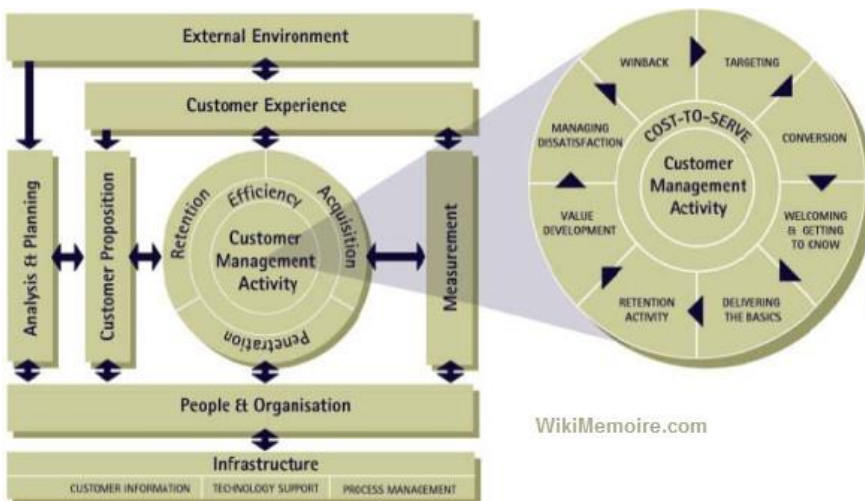 External Environment
Customer Experience
Analysis & Planning
Customer Proposition
Retention
Efficiency
Acquisition
Customer
Management
Activity
Penetration
Measurement
People & Organisation
Infrastructure
CUSTOMER INFORMATION
TECHNOLOGY SUPPORT
PROCESS MANAGEMENT
WINBACK
TARGETING
MANAGING
DISSATISFACTION
COST-TO-SERVE
CONVERSION
Customer
Management
Activity
VALUE
DEVELOPMENT
WELCOMING
& GETTING
TO KNOW
RETENTION
ACTIVITY
DELIVERING
THE BASICS
WikiMemoire.com